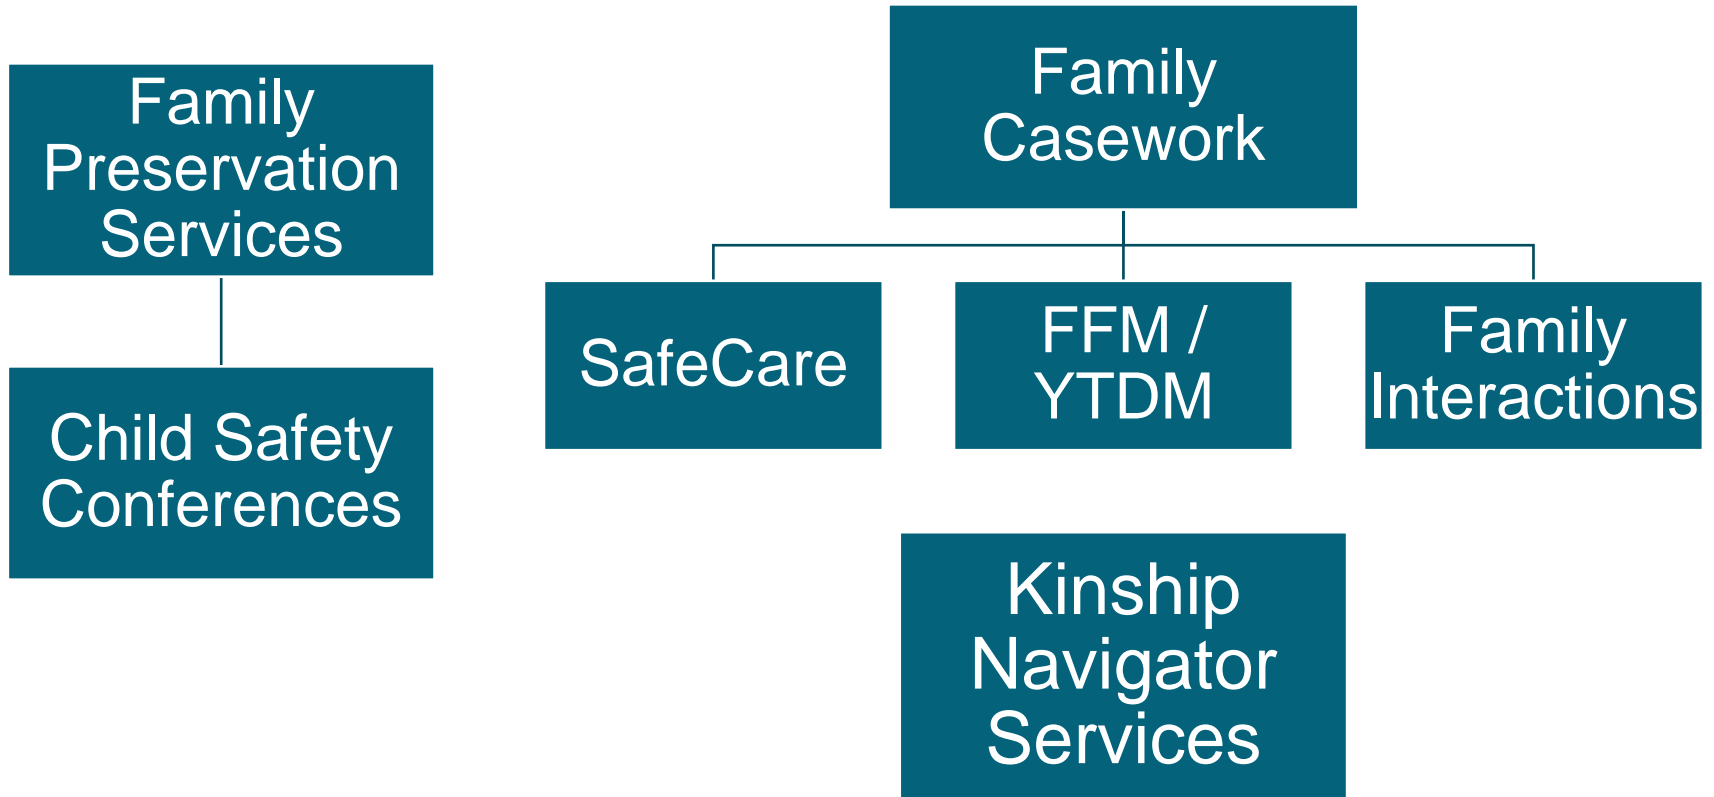 Family
Preservation
Services
Child Safety
Conferences
Family
Casework
SafeCare
FFM /
YTDM
Family
Interactions
Kinship
Navigator
Services